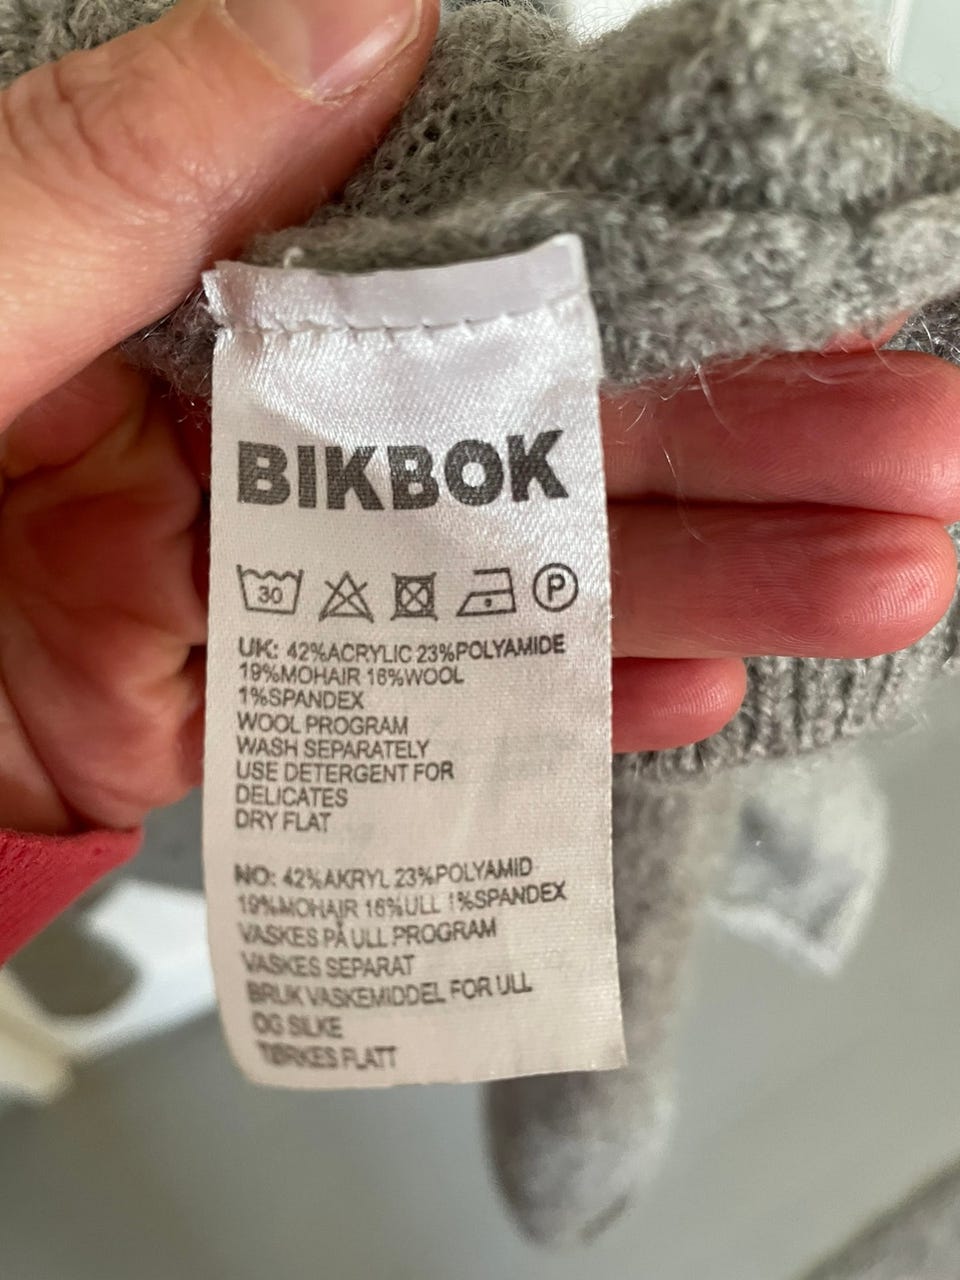 BIKBOK
30 P
UK: 42%ACRYLIC 23%POLYAMIDE
19%MOHAIR 16%WOOL
1%SPANDEX
WOOL PROGRAM
WASH SEPARATELY
USE DETERGENT FOR
DELICATES
DRY FLAT
NO: 42%AKRYL 23%POLYAMID
19%MOHAIR 16%ULL 1%SPANDEX
VASKES PÅ ULL PROGRAM
VASKES SEPARAT
BRUK VASKEMIDDEL FOR ULL
OG SILKE
TØRKES FLATT